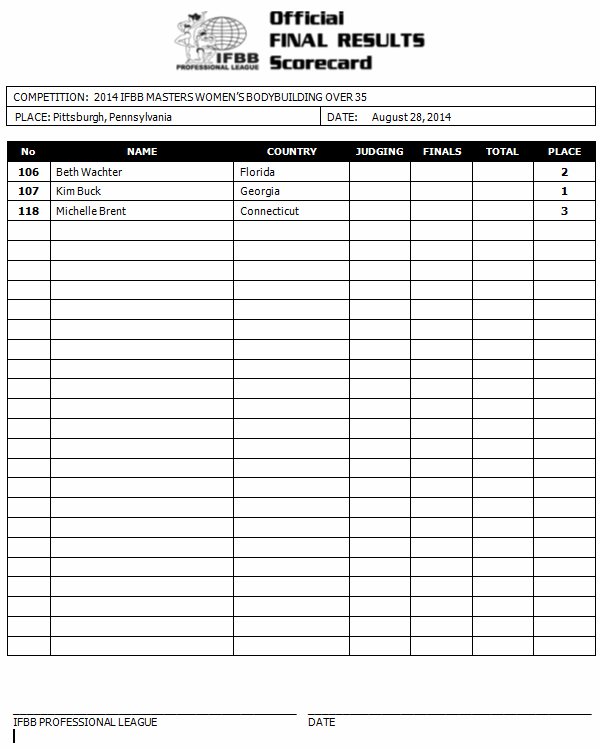 Official
FINAL RESULTS
Scorecard
IFBB
PROFESSIONAL LEAGUE
COMPETITION: 2014 IFBB MASTERS WOMEN'S BODYBUILDING OVER 35
PLACE: Pittsburgh, Pennsylvania DATE: August 28, 2014
No NAME COUNTRY JUDGING FINALS TOTAL PLACE
106 Beth Wachter Florida 2
107 Kim Buck Georgia 1
118 Michelle Brent Connecticut 3
IFBB PROFESSIONAL LEAGUE DATE